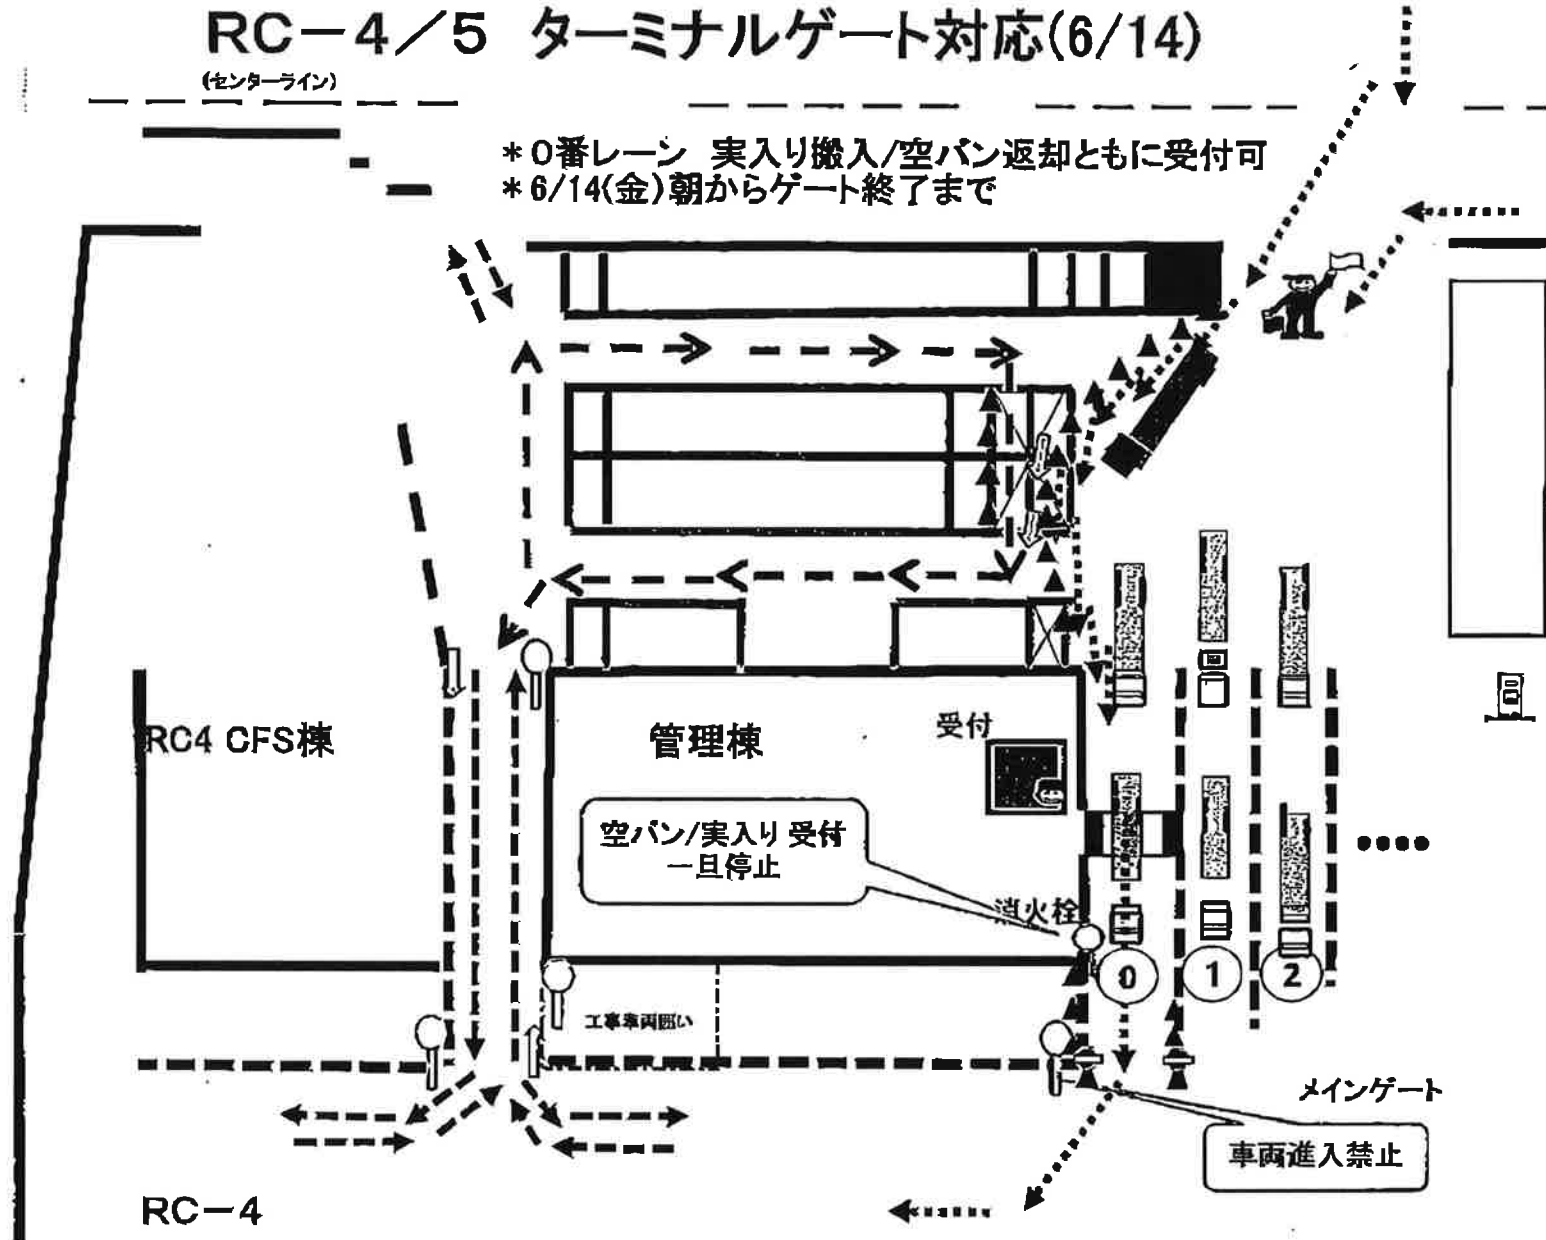 RC－4／5 ターミナルゲート対応(6/14)
(センターライン)
＊0番レーン 実入り搬入/空バン返却ともに受付可
＊6/14(金)朝からゲート終了まで
RC4 CFS棟
管理棟
受付
空バン/実入り 受付
一旦停止
消火栓
0
1
2
工事車両囲い
メインゲート
車両進入禁止
RC－4